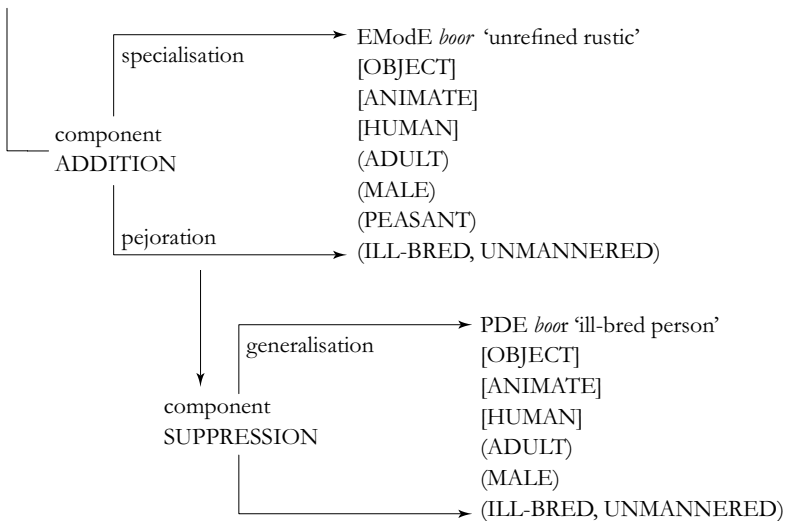 EModE boor ‘unrefined rustic’
specialisation
[OBJECT]
[ANIMATE]
[HUMAN]
component
ADDITION
(ADULT)
(MALE)
(PEASANT)
pejoration
(ILL-BRED, UNMANNERED)
PDE boor ‘ill-bred person’
generalisation
[OBJECT]
[ANIMATE]
component
SUPPRESSION
[HUMAN]
(ADULT)
(MALE)
(ILL-BRED, UNMANNERED)